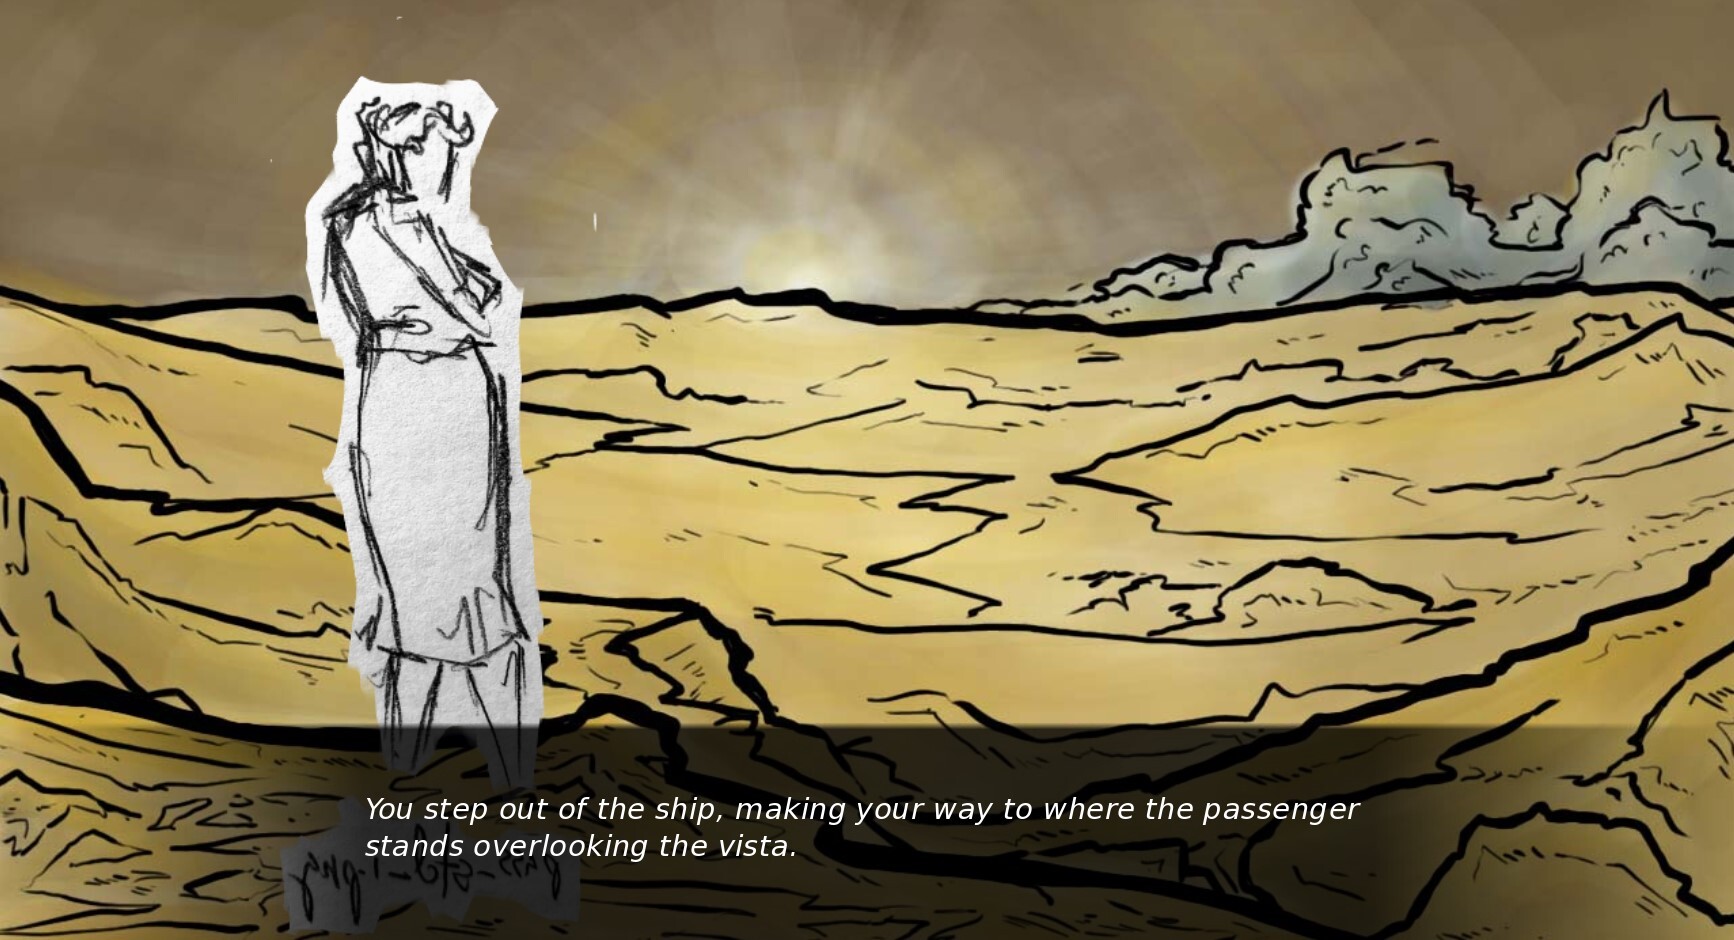 You step out of the ship, making your way to where the passenger
stands overlooking the vista.